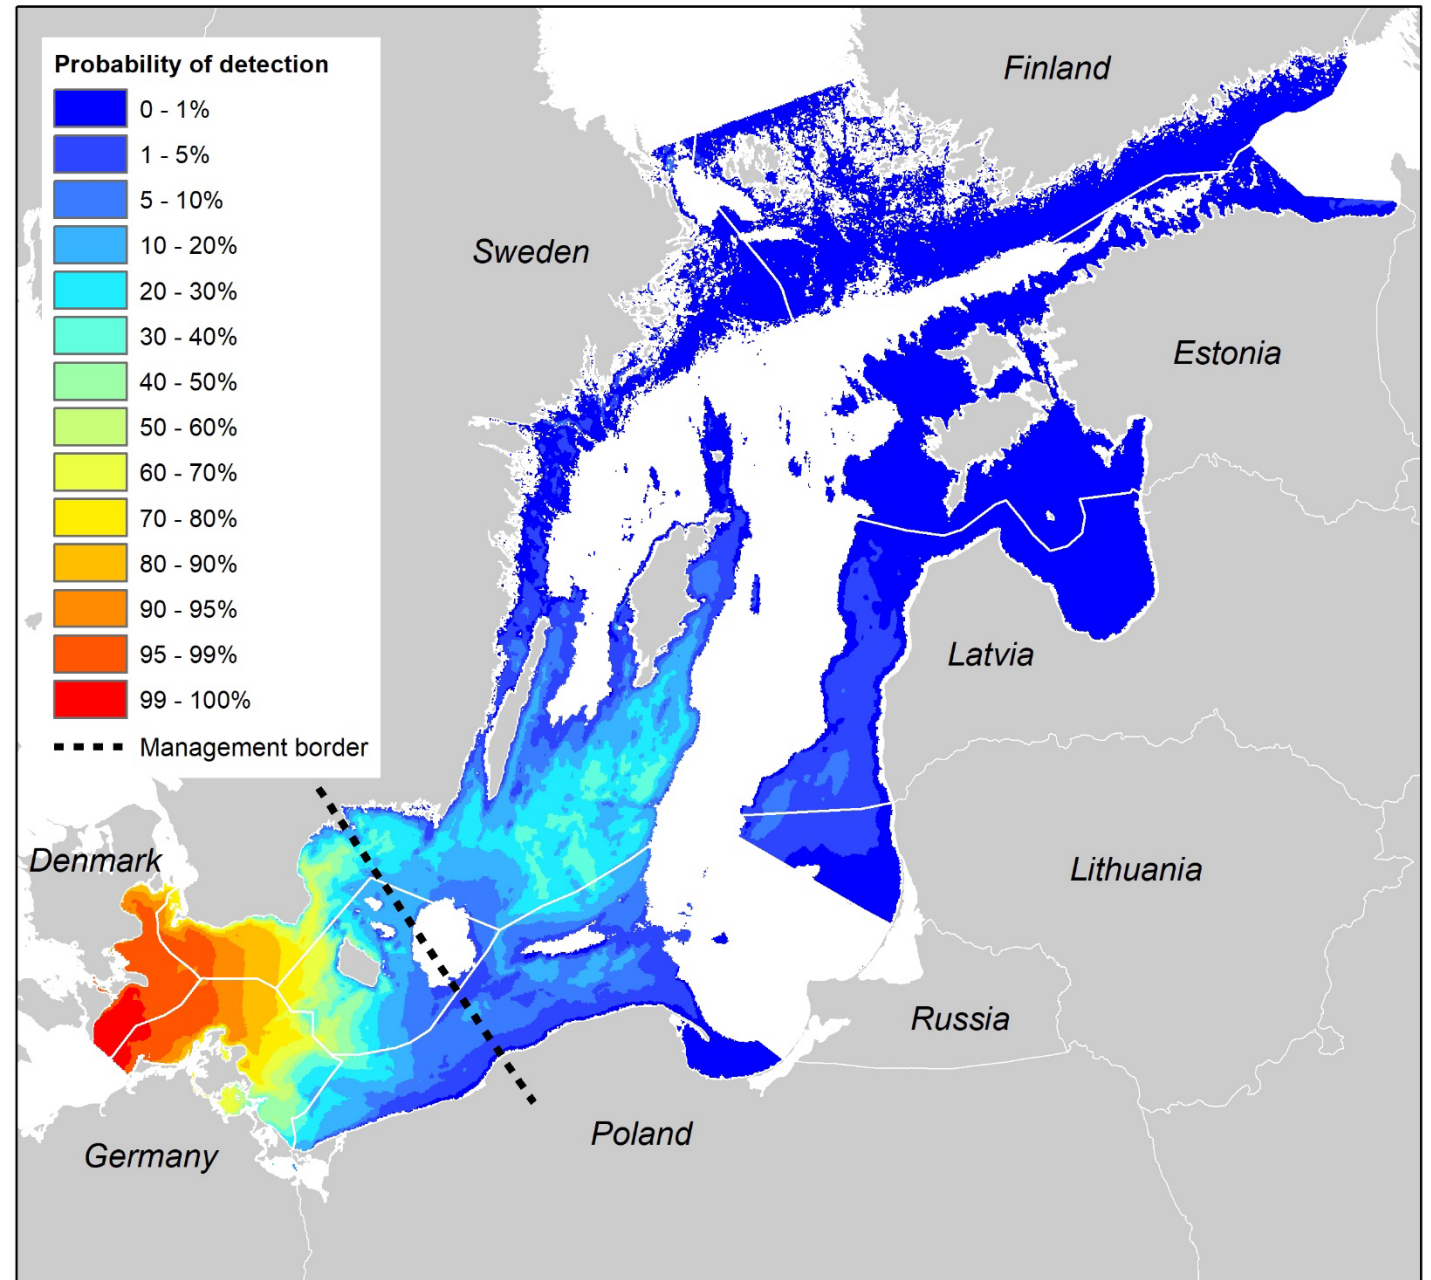 Probability of detection
0 - 1%
1 - 5%
5 - 10%
10 - 20%
20 - 30%
30 - 40%
40 - 50%
50 - 60%
60 - 70%
70 - 80%
80 - 90%
90 - 95%
95 - 99%
99 - 100%
Management border
Finland
Sweden
Estonia
Latvia
Denmark
Lithuania
Russia
Poland
Germany